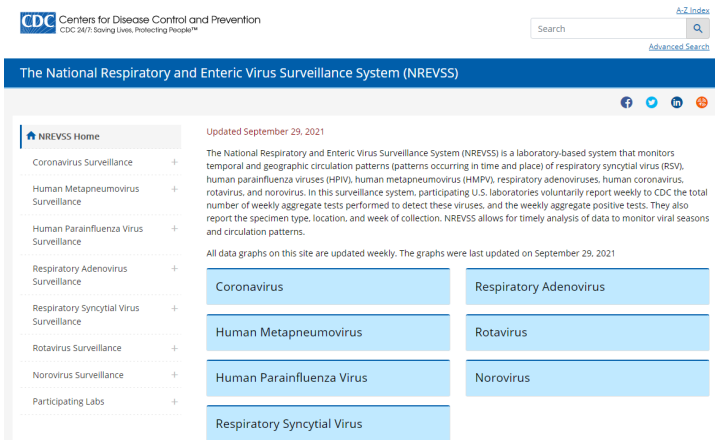 A-Z Index
CDC Centers for Disease Control and Prevention
CDC 24/7: Saving Lives, Protecting People™
Search
Advanced Search
The National Respiratory and Enteric Virus Surveillance System (NREVSS)
NREVSS Home
Coronavirus Surveillance +
Human Metapneumovirus +
Surveillance
Human Parainfluenza Virus +
Surveillance
Respiratory Adenovirus +
Surveillance
Respiratory Syncytial Virus +
Surveillance
Rotavirus Surveillance +
Norovirus Surveillance +
Participating Labs +
Updated September 29, 2021
The National Respiratory and Enteric Virus Surveillance System (NREVSS) is a laboratory-based system that monitors
temporal and geographic circulation patterns (patterns occurring in time and place) of respiratory syncytial virus (RSV),
human parainfluenza viruses (HPIV), human metapneumovirus (HMPV), respiratory adenoviruses, human coronavirus,
rotavirus, and norovirus. In this surveillance system, participating U.S. laboratories voluntarily report weekly to CDC the total
number of weekly aggregate tests performed to detect these viruses, and the weekly aggregate positive tests. They also
report the specimen type, location, and week of collection. NREVSS allows for timely analysis of data to monitor viral seasons
and circulation patterns.
All data graphs on this site are updated weekly. The graphs were last updated on September 29, 2021
Coronavirus
Respiratory Adenovirus
Human Metapneumovirus
Rotavirus
Human Parainfluenza Virus
Norovirus
Respiratory Syncytial Virus